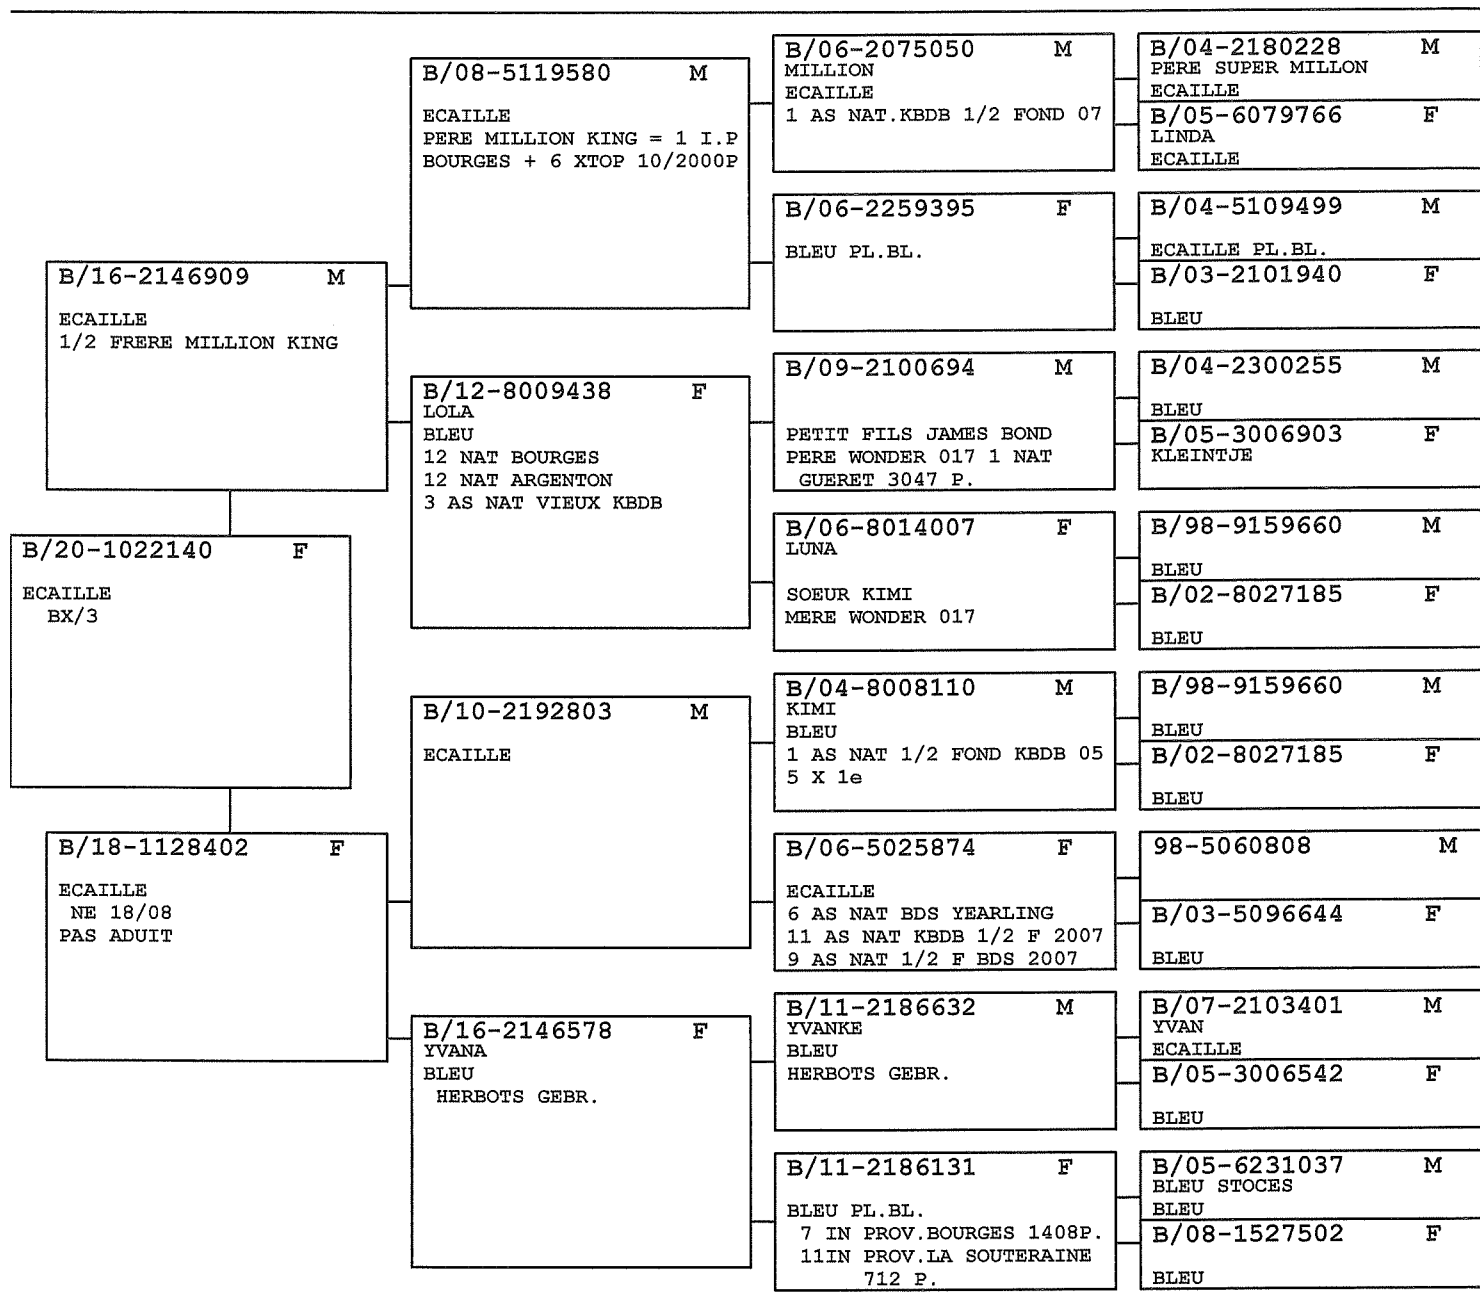 B/20-1022140 F
ECAILLE
BX/3
B/16-2146909 M
ECAILLE
1/2 FRERE MILLION KING
B/18-1128402 F
ECAILLE
NE 18/08
PAS ADUIT
B/08-5119580 M
ECAILLE
PERE MILLION KING = 1 I.P
BOURGES + 6 XTOP 10/2000P
B/12-8009438 F
LOLA
BLEU
12 NAT BOURGES
12 NAT ARGENTON
3 AS NAT VIEUX KBDB
B/10-2192803 M
ECAILLE
B/16-2146578 F
YVANA
BLEU
HERBOTS GEBR.
B/06-2075050 M
MILLION
ECAILLE
1 AS NAT.KBDB 1/2 FOND 07
B/06-2259395 F
BLEU PL.BL.
B/09-2100694 M
PETIT FILS JAMES BOND
PERE WONDER 017 1 NAT
GUERET 3047 P.
B/06-8014007 F
LUNA
SOEUR KIMI
MERE WONDER 017
B/04-8008110 M
KIMI
BLEU
1 AS NAT 1/2 FOND KBDB 05
5 X 1e
B/06-5025874 F
ECAILLE
6 AS NAT BDS YEARLING
11 AS NAT KBDB 1/2 F 2007
9 AS NAT 1/2 F BDS 2007
B/11-2186632 M
YVANKE
BLEU
HERBOTS GEBR.
B/11-2186131 F
BLEU PL.BL.
7 IN PROV.BOURGES 1408P.
11IN PROV.LA SOUTERAINE
712 P.
B/04-2180228 M
PERE SUPER MILLON
ECAILLE
B/05-6079766 F
LINDA
ECAILLE
B/04-5109499 M
ECAILLE PL.BL.
B/03-2101940 F
BLEU
B/04-2300255 M
BLEU
B/05-3006903 F
KLEINTJE
B/98-9159660 M
BLEU
B/02-8027185 F
BLEU
B/98-9159660 M
BLEU
B/02-8027185 F
BLEU
98-5060808 M
B/03-5096644 F
BLEU
B/07-2103401 M
YVAN
ECAILLE
B/05-3006542 F
BLEU
B/05-6231037 M
BLEU STOCES
BLEU
B/08-1527502 F
BLEU